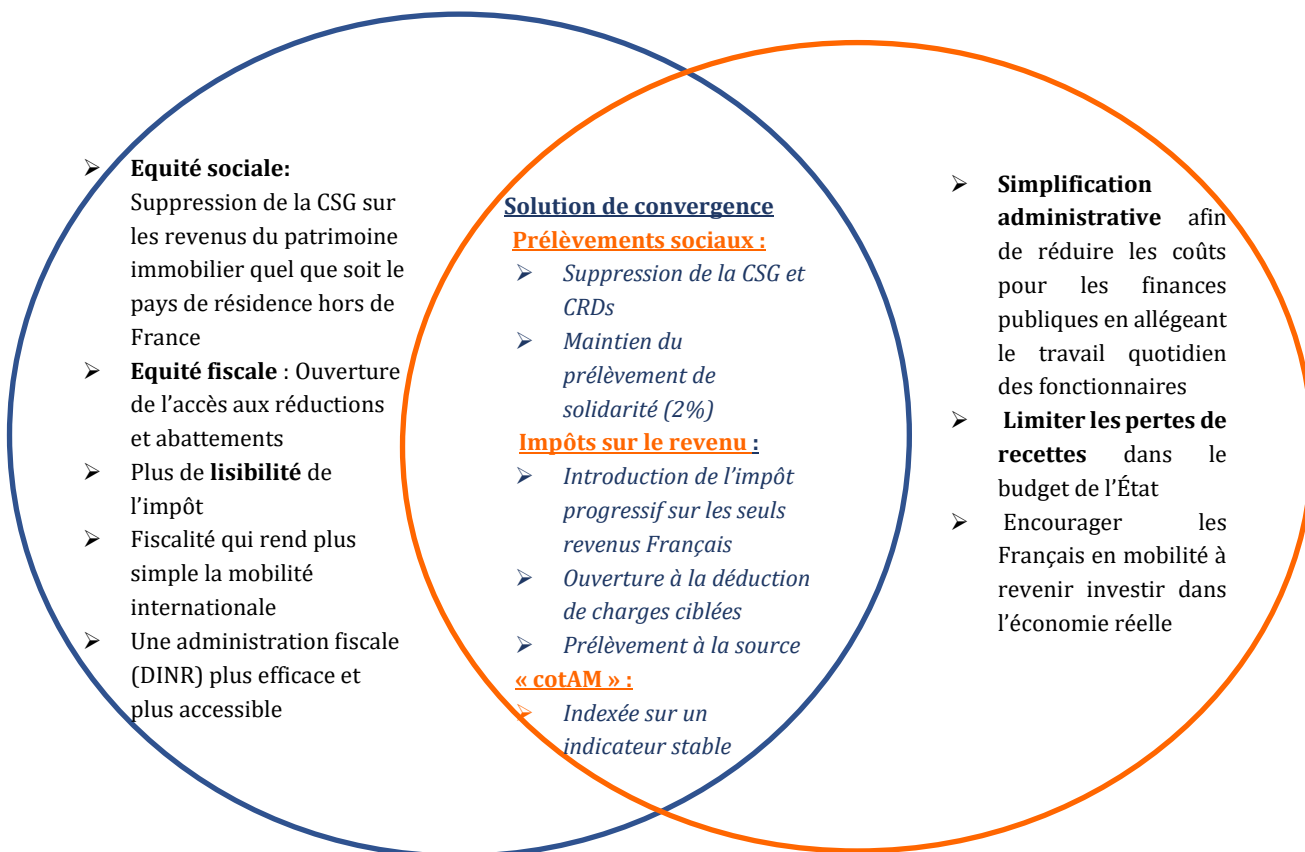 ➢ Equité sociale:
Suppression de la CSG sur
les revenus du patrimoine
immobilier quel que soit le
pays de résidence hors de
France
➢ Equité fiscale : Ouverture
de l’accès aux réductions
et abattements
➢ Plus de lisibilité de
l’impôt
➢ Fiscalité qui rend plus
simple la mobilité
internationale
➢ Une administration fiscale
(DINR) plus efficace et
plus accessible
Solution de convergence
Prélèvements sociaux :
➢ Suppression de la CSG et
CRDs
➢ Maintien du
prélèvement de
solidarité (2%)
Impôts sur le revenu :
➢ Introduction de l’impôt
progressif sur les seuls
revenus Français
➢ Ouverture à la déduction
de charges ciblées
➢ Prélèvement à la source
« cotAM » :
➢ Indexée sur un
indicateur stable
➢ Simplification
administrative afin
de réduire les coûts
pour les finances
publiques en allégeant
le travail quotidien
des fonctionnaires
➢ Limiter les pertes de
recettes dans le
budget de l’État
➢ Encourager les
Français en mobilité à
revenir investir dans
l’économie réelle